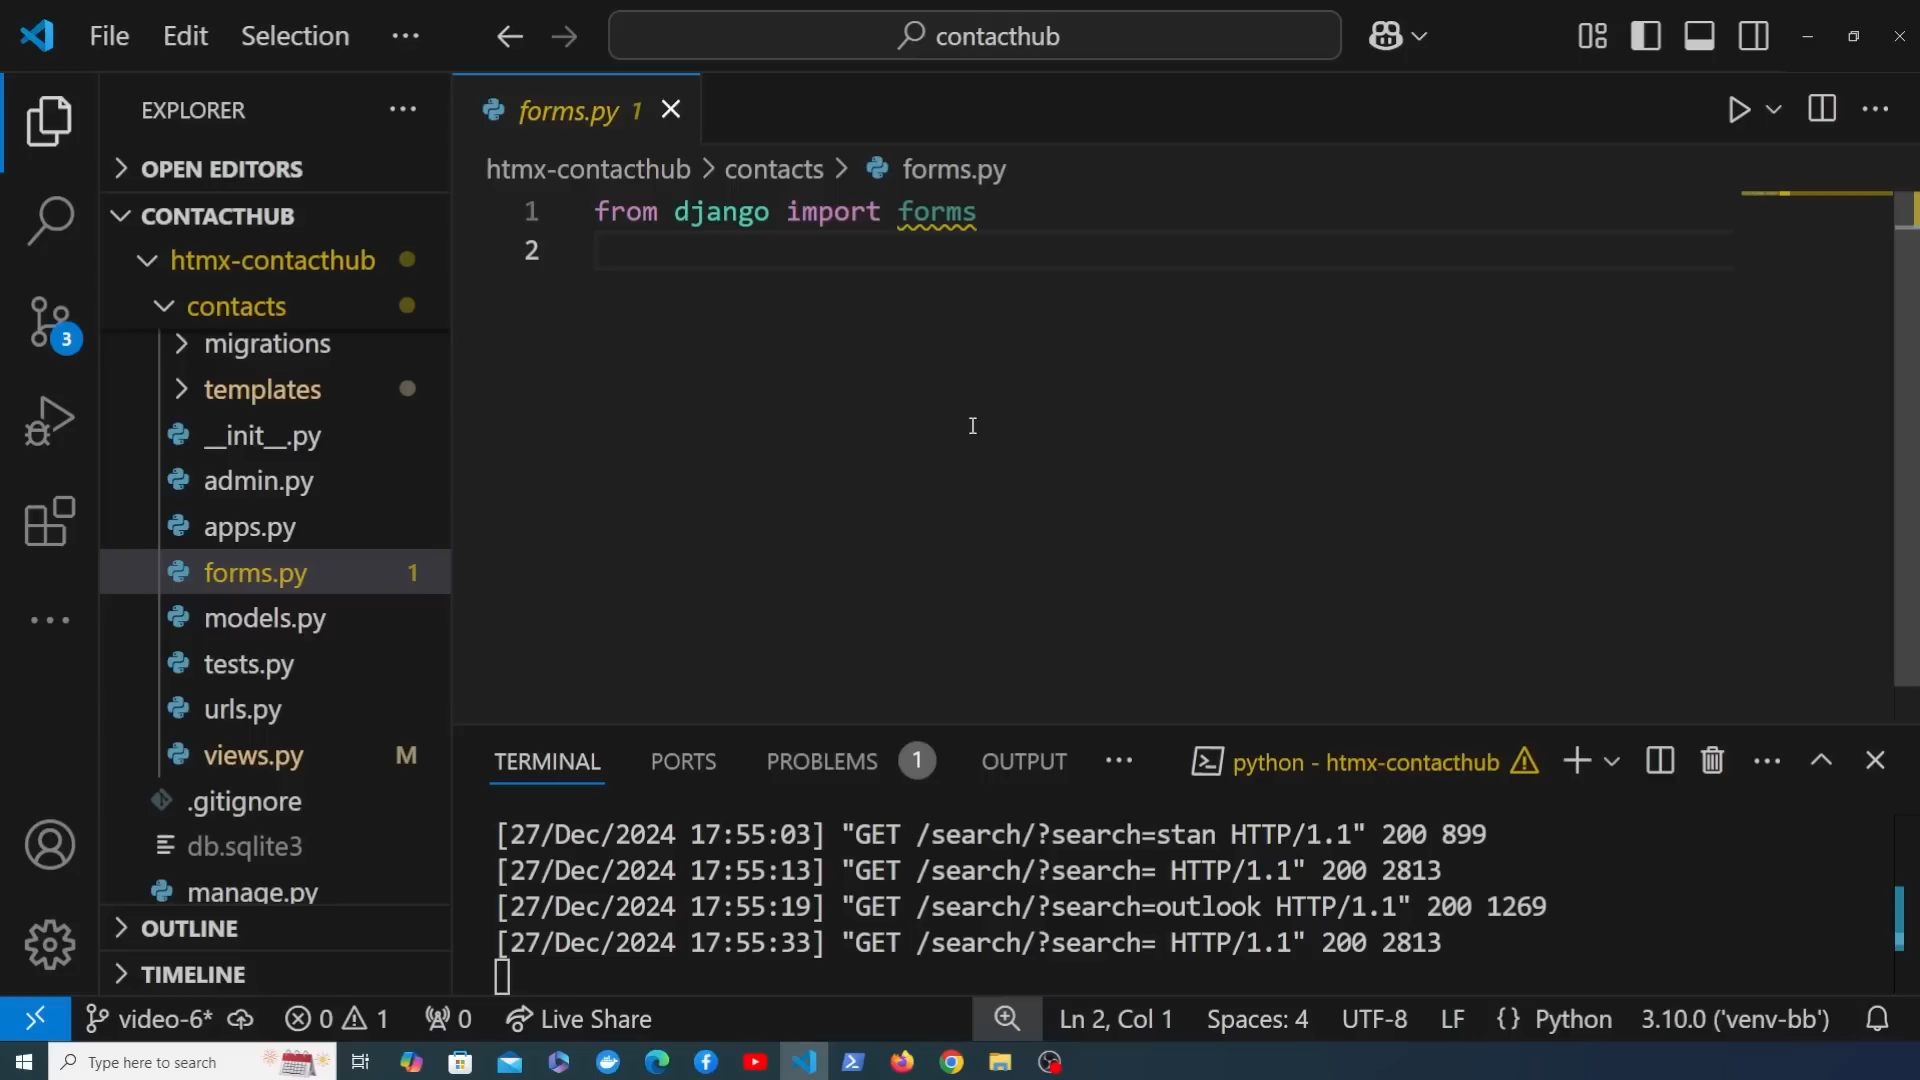 File Edit Selection ··· contacthub
EXPLORER ···
OPEN EDITORS
CONTACTHUB
htmx-contacthub
contacts
migrations
templates
__init__.py
admin.py
apps.py
forms.py 1
models.py
tests.py
urls.py
views.py M
.gitignore
db.sqlite3
manage.py
OUTLINE
TIMELINE
3
forms.py 1
htmx-contacthub > contacts > forms.py
1 from django import forms
2
TERMINAL PORTS PROBLEMS 1 OUTPUT ··· python - htmx-contacthub
[27/Dec/2024 17:55:03] "GET /search/?search=stan HTTP/1.1" 200 899
[27/Dec/2024 17:55:13] "GET /search/?search= HTTP/1.1" 200 2813
[27/Dec/2024 17:55:19] "GET /search/?search=outlook HTTP/1.1" 200 1269
[27/Dec/2024 17:55:33] "GET /search/?search= HTTP/1.1" 200 2813
video-6* 0 1 0 Live Share Ln 2, Col 1 Spaces: 4 UTF-8 LF {} Python 3.10.0 ('venv-bb')
Type here to search